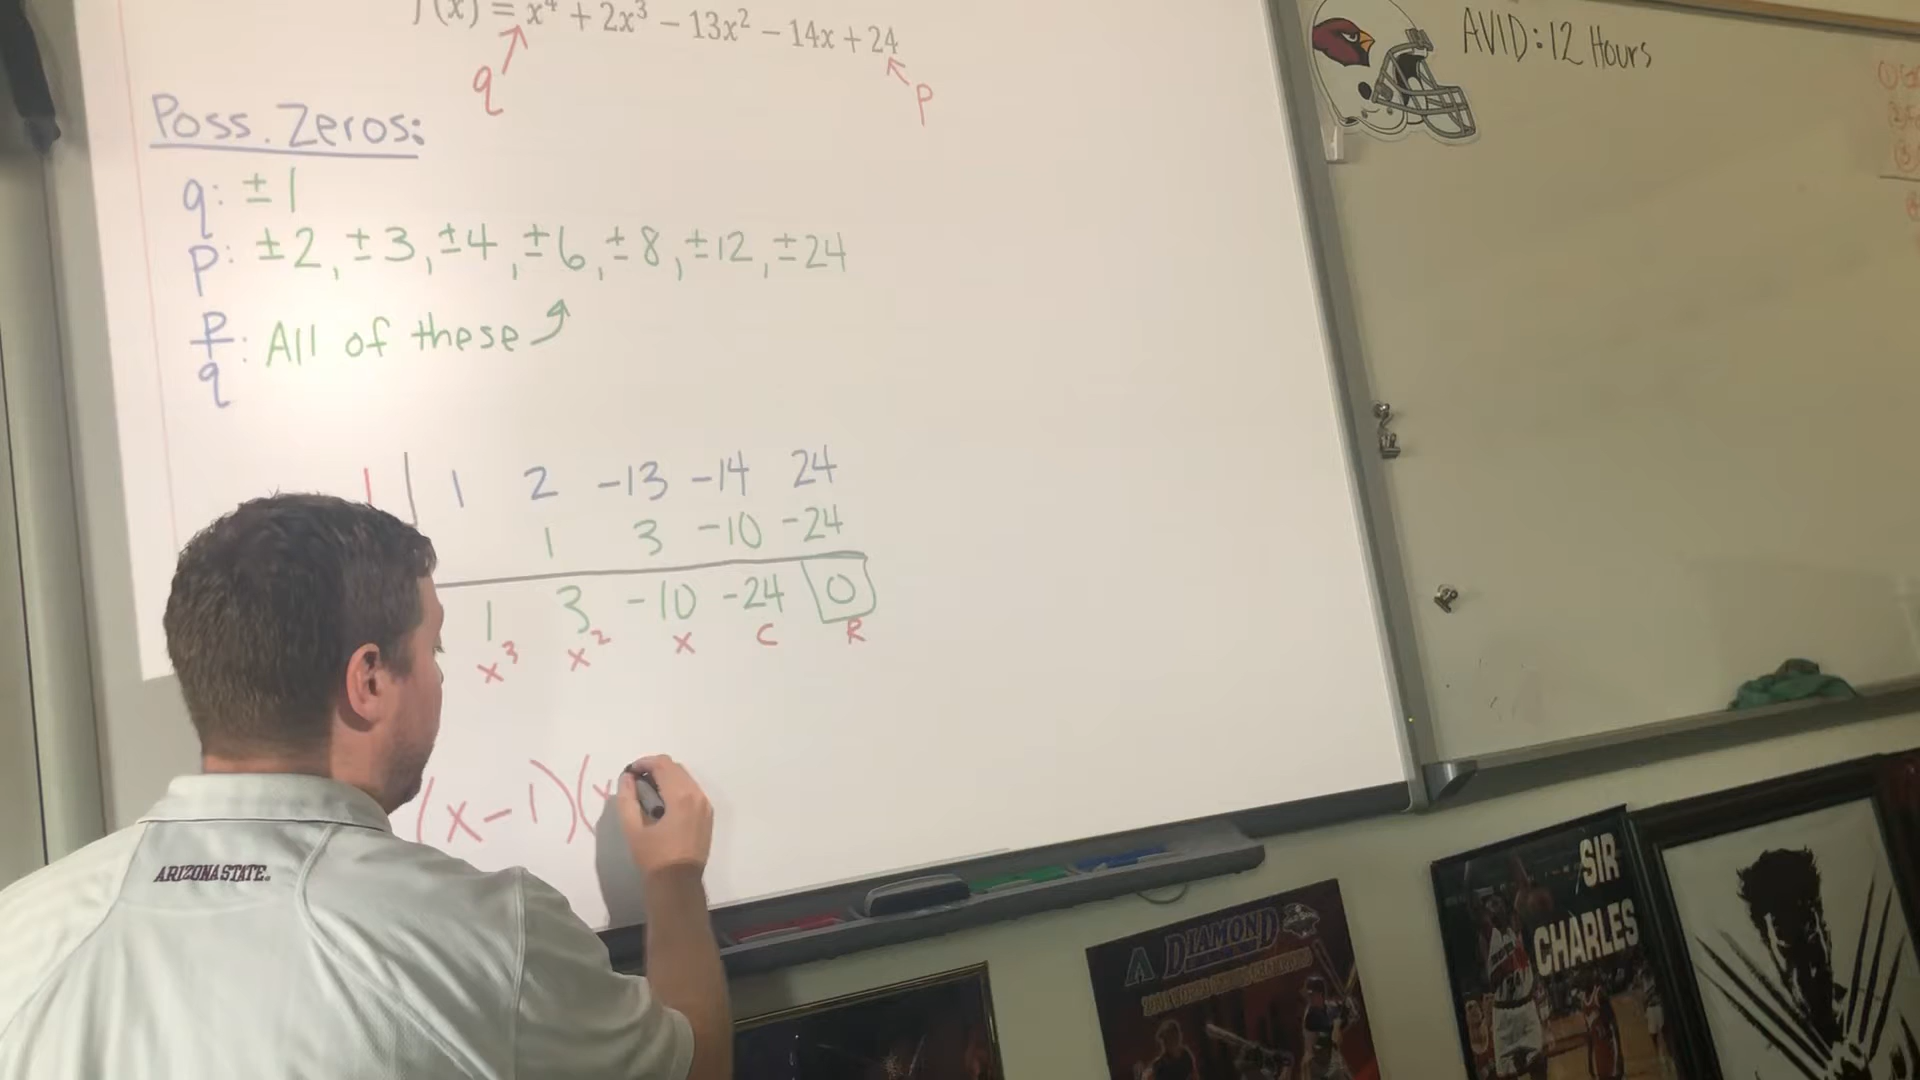 f(x) = x⁴ + 2x³ − 13x² − 14x + 24
q
p
Poss. Zeros:
q: ±1
p: ±2, ±3, ±4, ±6, ±8, ±12, ±24
p/q: All of these
1 1 2 -13 -14 24
1 3 -10 -24
1 3 -10 -24 0
x³ x² x C R
(x-1)(x
ARIZONA STATE
AVID: 12 Hours
A DIAMOND
SIR
CHARLES